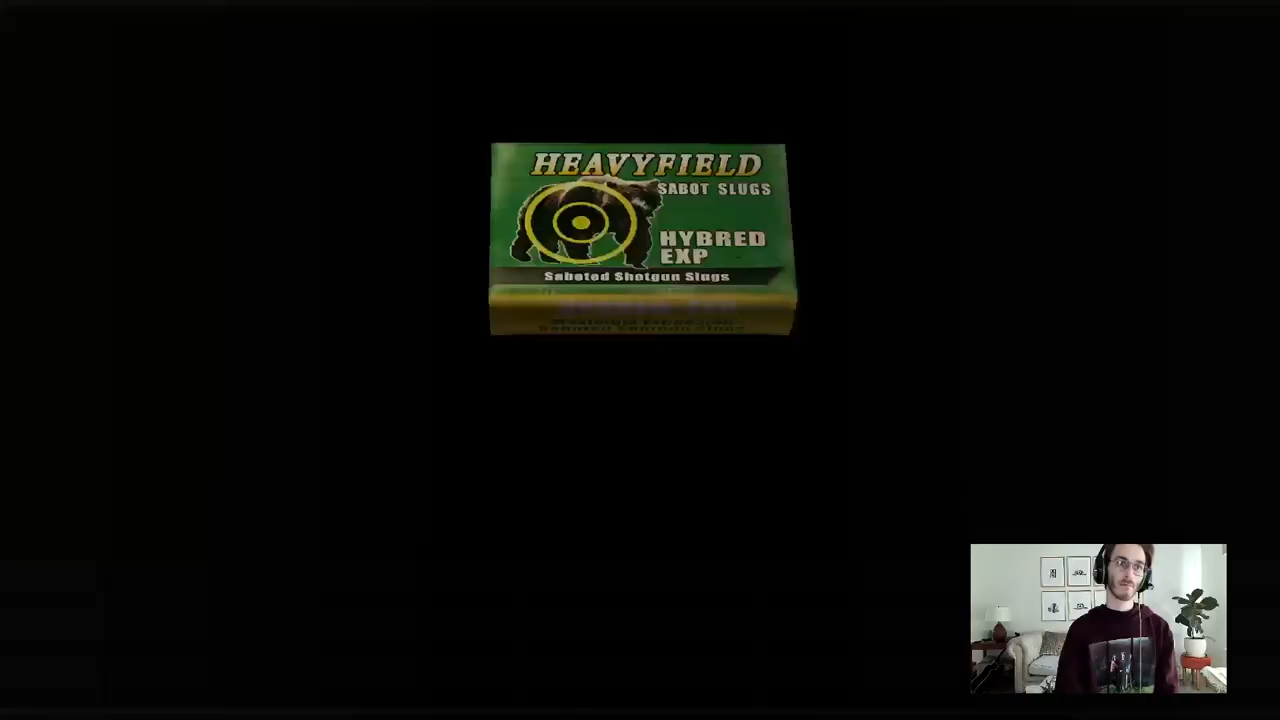 HEAVYFIELD
SABOT SLUGS
HYBRED
EXP
Saboted Shotgun Slugs